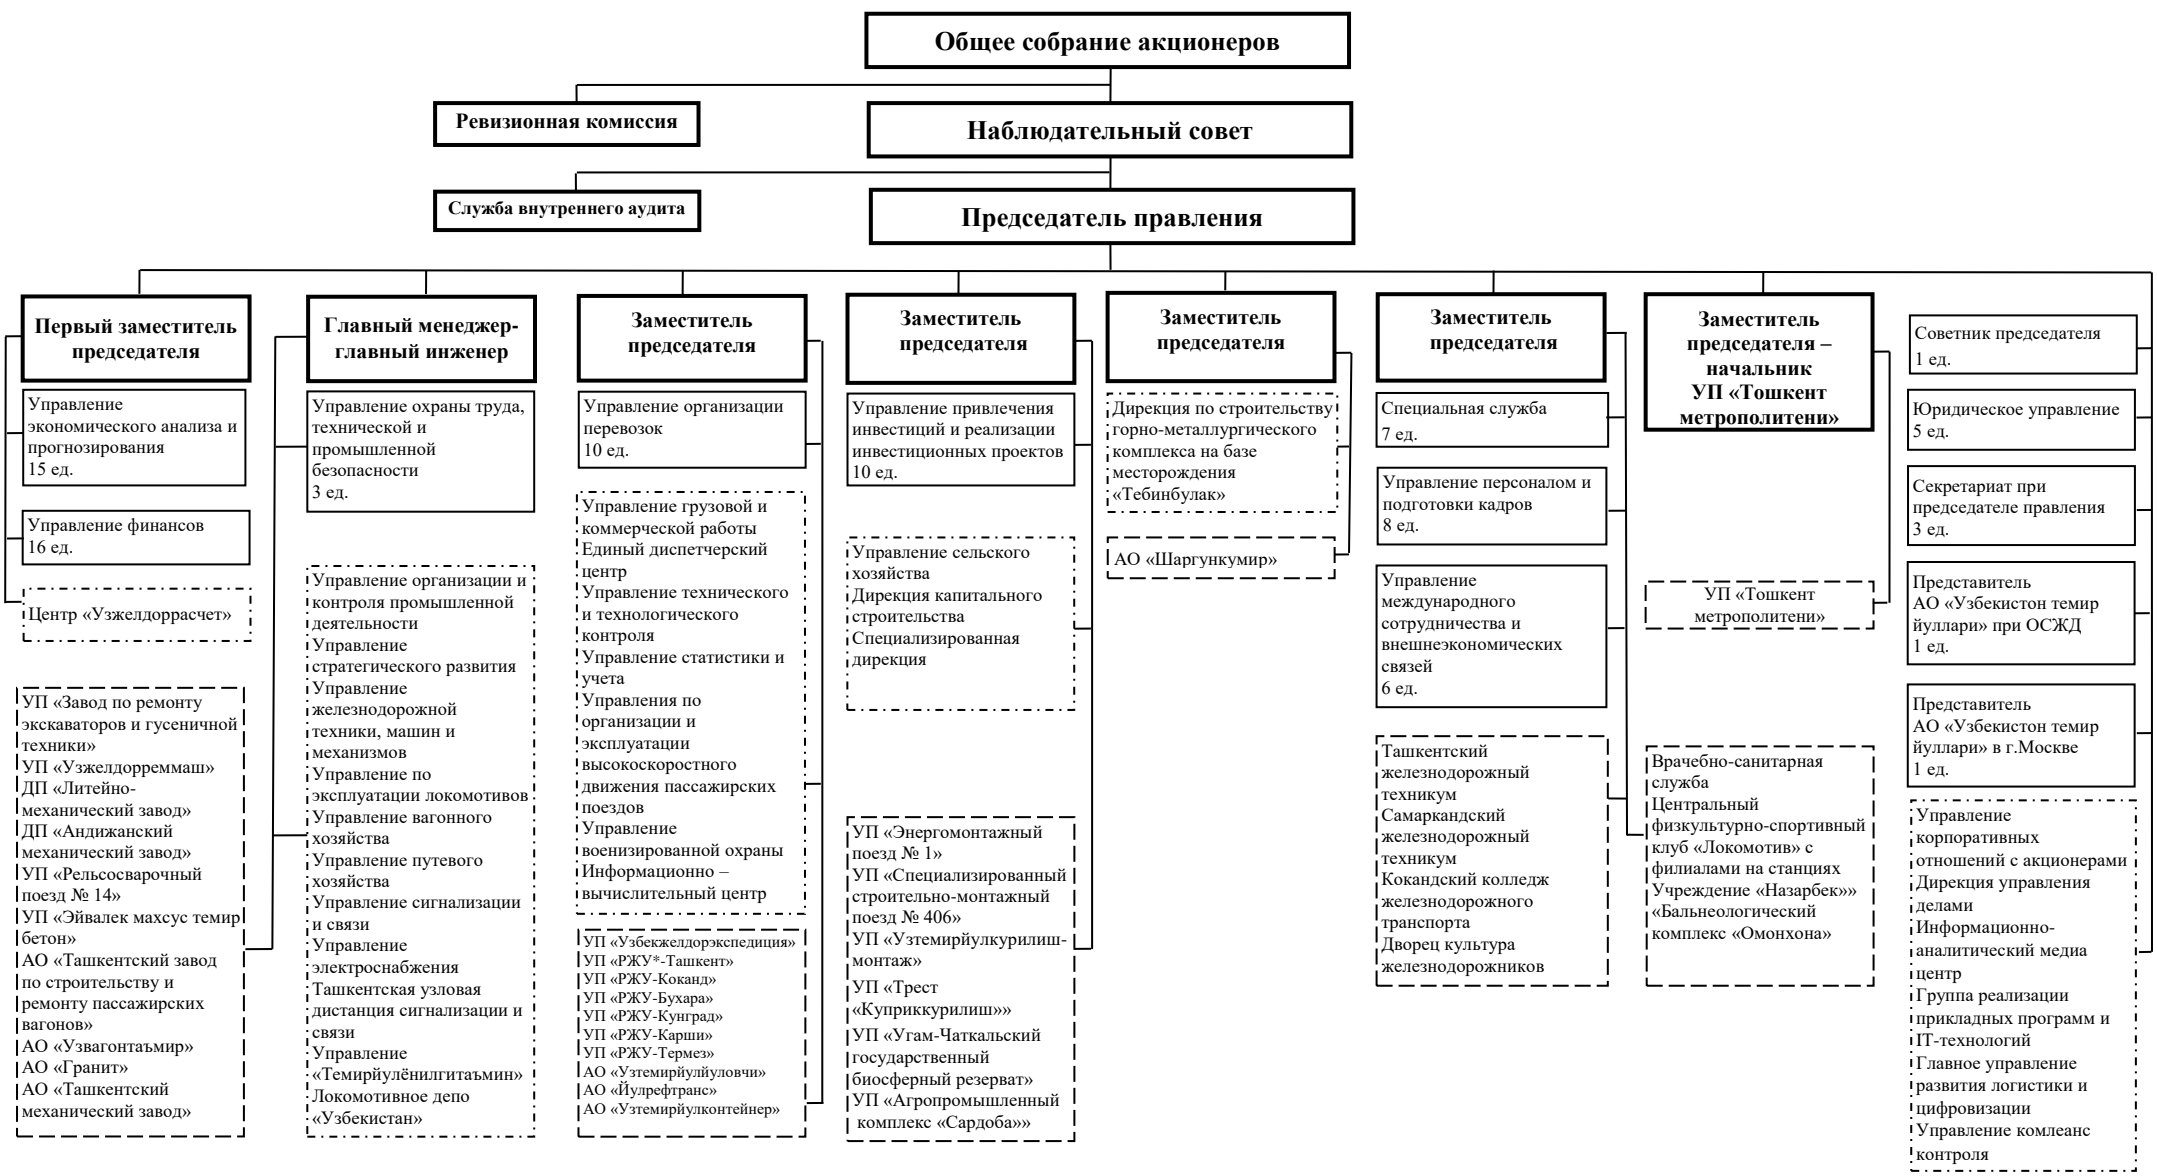 Общее собрание акционеров
Ревизионная комиссия
Наблюдательный совет
Служба внутреннего аудита
Председатель правления
Первый заместитель
председателя
Управление
экономического анализа и
прогнозирования
15 ед.
Управление финансов
16 ед.
Центр «Узжелдоррасчет»
УП «Завод по ремонту
экскаваторов и гусеничной
техники»
УП «Узжелдорреммаш»
ДП «Литейно-
механический завод»
ДП «Андижанский
механический завод»
УП «Рельсосварочный
поезд № 14»
УП «Эйвалек махсус темир
бетон»
АО «Ташкентский завод
по строительству и
ремонту пассажирских
вагонов»
АО «Узвагонтаъмир»
АО «Гранит»
АО «Ташкентский
механический завод»
Главный менеджер-
главный инженер
Управление охраны труда,
технической и
промышленной
безопасности
3 ед.
Управление организации и
контроля промышленной
деятельности
Управление
стратегического развития
Управление
железнодорожной
техники, машин и
механизмов
Управление по
эксплуатации локомотивов
Управление вагонного
хозяйства
Управление путевого
хозяйства
Управление сигнализации
и связи
Управление
электроснабжения
Ташкентская узловая
дистанция сигнализации и
связи
Управление
«Темирйулёнилгитаъмин»
Локомотивное депо
«Узбекистан»
Заместитель
председателя
Управление организации
перевозок
10 ед.
Управление грузовой и
коммерческой работы
Единый диспетчерский
центр
Управление технического
и технологического
контроля
Управление статистики и
учета
Управления по
организации и
эксплуатации
высокоскоростного
движения пассажирских
поездов
Управление
военизированной охраны
Информационно –
вычислительный центр
УП «Узбекжелдорэкспедиция»
УП «РЖУ*-Ташкент»
УП «РЖУ-Коканд»
УП «РЖУ-Бухара»
УП «РЖУ-Кунград»
УП «РЖУ-Карши»
УП «РЖУ-Термез»
АО «Узтемирйулйуловчи»
АО «Йулрефтранс»
АО «Узтемирйулконтейнер»
Заместитель
председателя
Управление привлечения
инвестиций и реализации
инвестиционных проектов
10 ед.
Управление сельского
хозяйства
Дирекция капитального
строительства
Специализированная
дирекция
УП «Энергомонтажный
поезд № 1»
УП «Специализированный
строительно-монтажный
поезд № 406»
УП «Узтемирйулкурилиш-
монтаж»
УП «Трест
«Куприккурилиш»»
УП «Угам-Чаткальский
государственный
биосферный резерват»
УП «Агропромышленный
комплекс «Сардоба»»
Заместитель
председателя
Дирекция по строительству
горно-металлургического
комплекса на базе
месторождения
«Тебинбулак»
АО «Шаргункумир»
Заместитель
председателя
Специальная служба
7 ед.
Управление персоналом и
подготовки кадров
8 ед.
Управление
международного
сотрудничества и
внешнеэкономических
связей
6 ед.
Ташкентский
железнодорожный
техникум
Самаркандский
железнодорожный
техникум
Кокандский колледж
железнодорожного
транспорта
Дворец культура
железнодорожников
Заместитель
председателя –
начальник
УП «Тошкент
метрополитени»
УП «Тошкент
метрополитени»
Врачебно-санитарная
служба
Центральный
физкультурно-спортивный
клуб «Локомотив» с
филиалами на станциях
Учреждение «Назарбек»»
«Бальнеологический
комплекс «Омонхона»
Советник председателя
1 ед.
Юридическое управление
5 ед.
Секретариат при
председателе правления
3 ед.
Представитель
АО «Узбекистон темир
йуллари» при ОСЖД
1 ед.
Представитель
АО «Узбекистон темир
йуллари» в г.Москве
1 ед.
Управление
корпоративных
отношений с акционерами
Дирекция управления
делами
Информационно-
аналитический медиа
центр
Группа реализации
прикладных программ и
IT-технологий
Главное управление
развития логистики и
цифровизации
Управление комлеанс
контроля